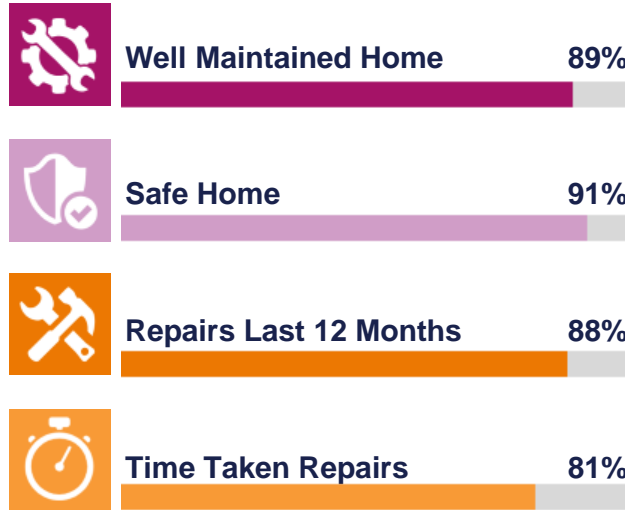 Well Maintained Home 89%
Safe Home 91%
Repairs Last 12 Months 88%
Time Taken Repairs 81%